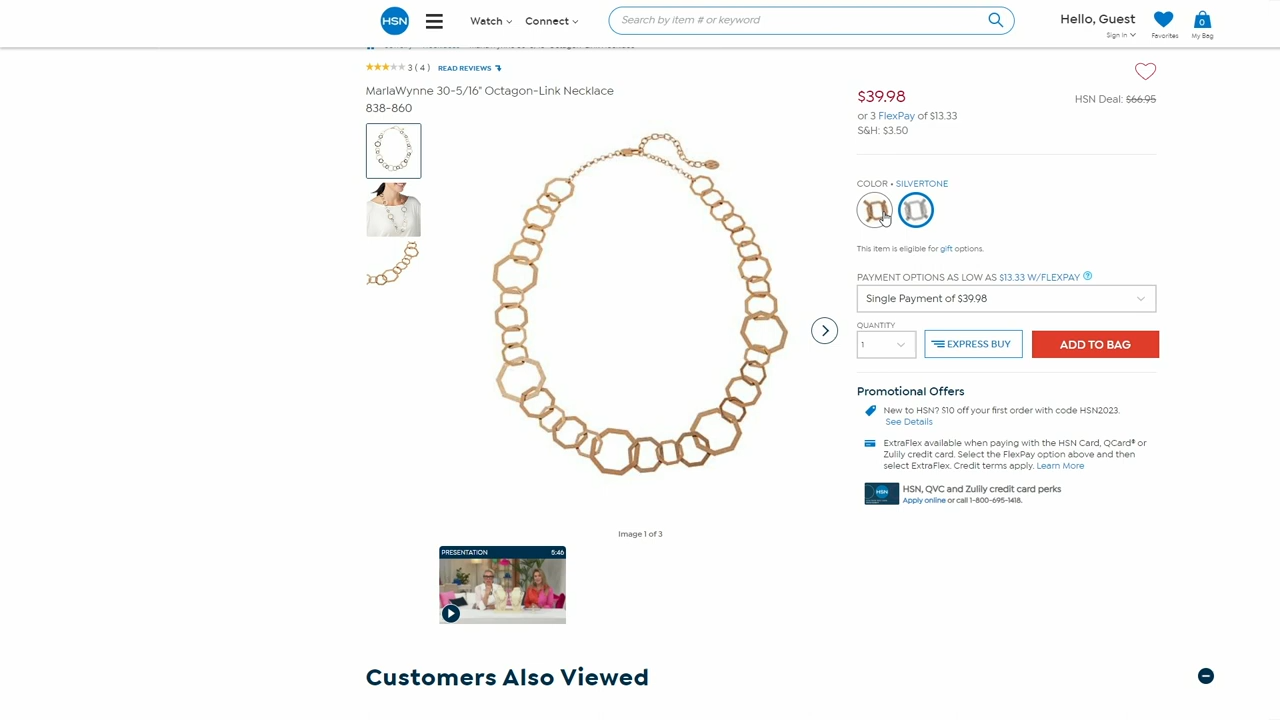 HSN
Watch
Connect
Search by item # or keyword
Hello, Guest
Sign In
Favorites
0
My Bag
3 ( 4 )
READ REVIEWS
MarlaWynne 30-5/16" Octagon-Link Necklace
838-860
$39.98
HSN Deal: $66.95
or 3 FlexPay of $13.33
S&H: $3.50
COLOR • SILVERTONE
This item is eligible for gift options.
PAYMENT OPTIONS AS LOW AS $13.33 W/FLEXPAY ?
Single Payment of $39.98
QUANTITY
1
EXPRESS BUY
ADD TO BAG
Promotional Offers
New to HSN? $10 off your first order with code HSN2023.
See Details
ExtraFlex available when paying with the HSN Card, QCard® or
Zulily credit card. Select the FlexPay option above and then
select ExtraFlex. Credit terms apply. Learn More
HSN
HSN, QVC and Zulily credit card perks
Apply online or call 1-800-695-1418.
Image 1 of 3
PRESENTATION
5:46
Customers Also Viewed